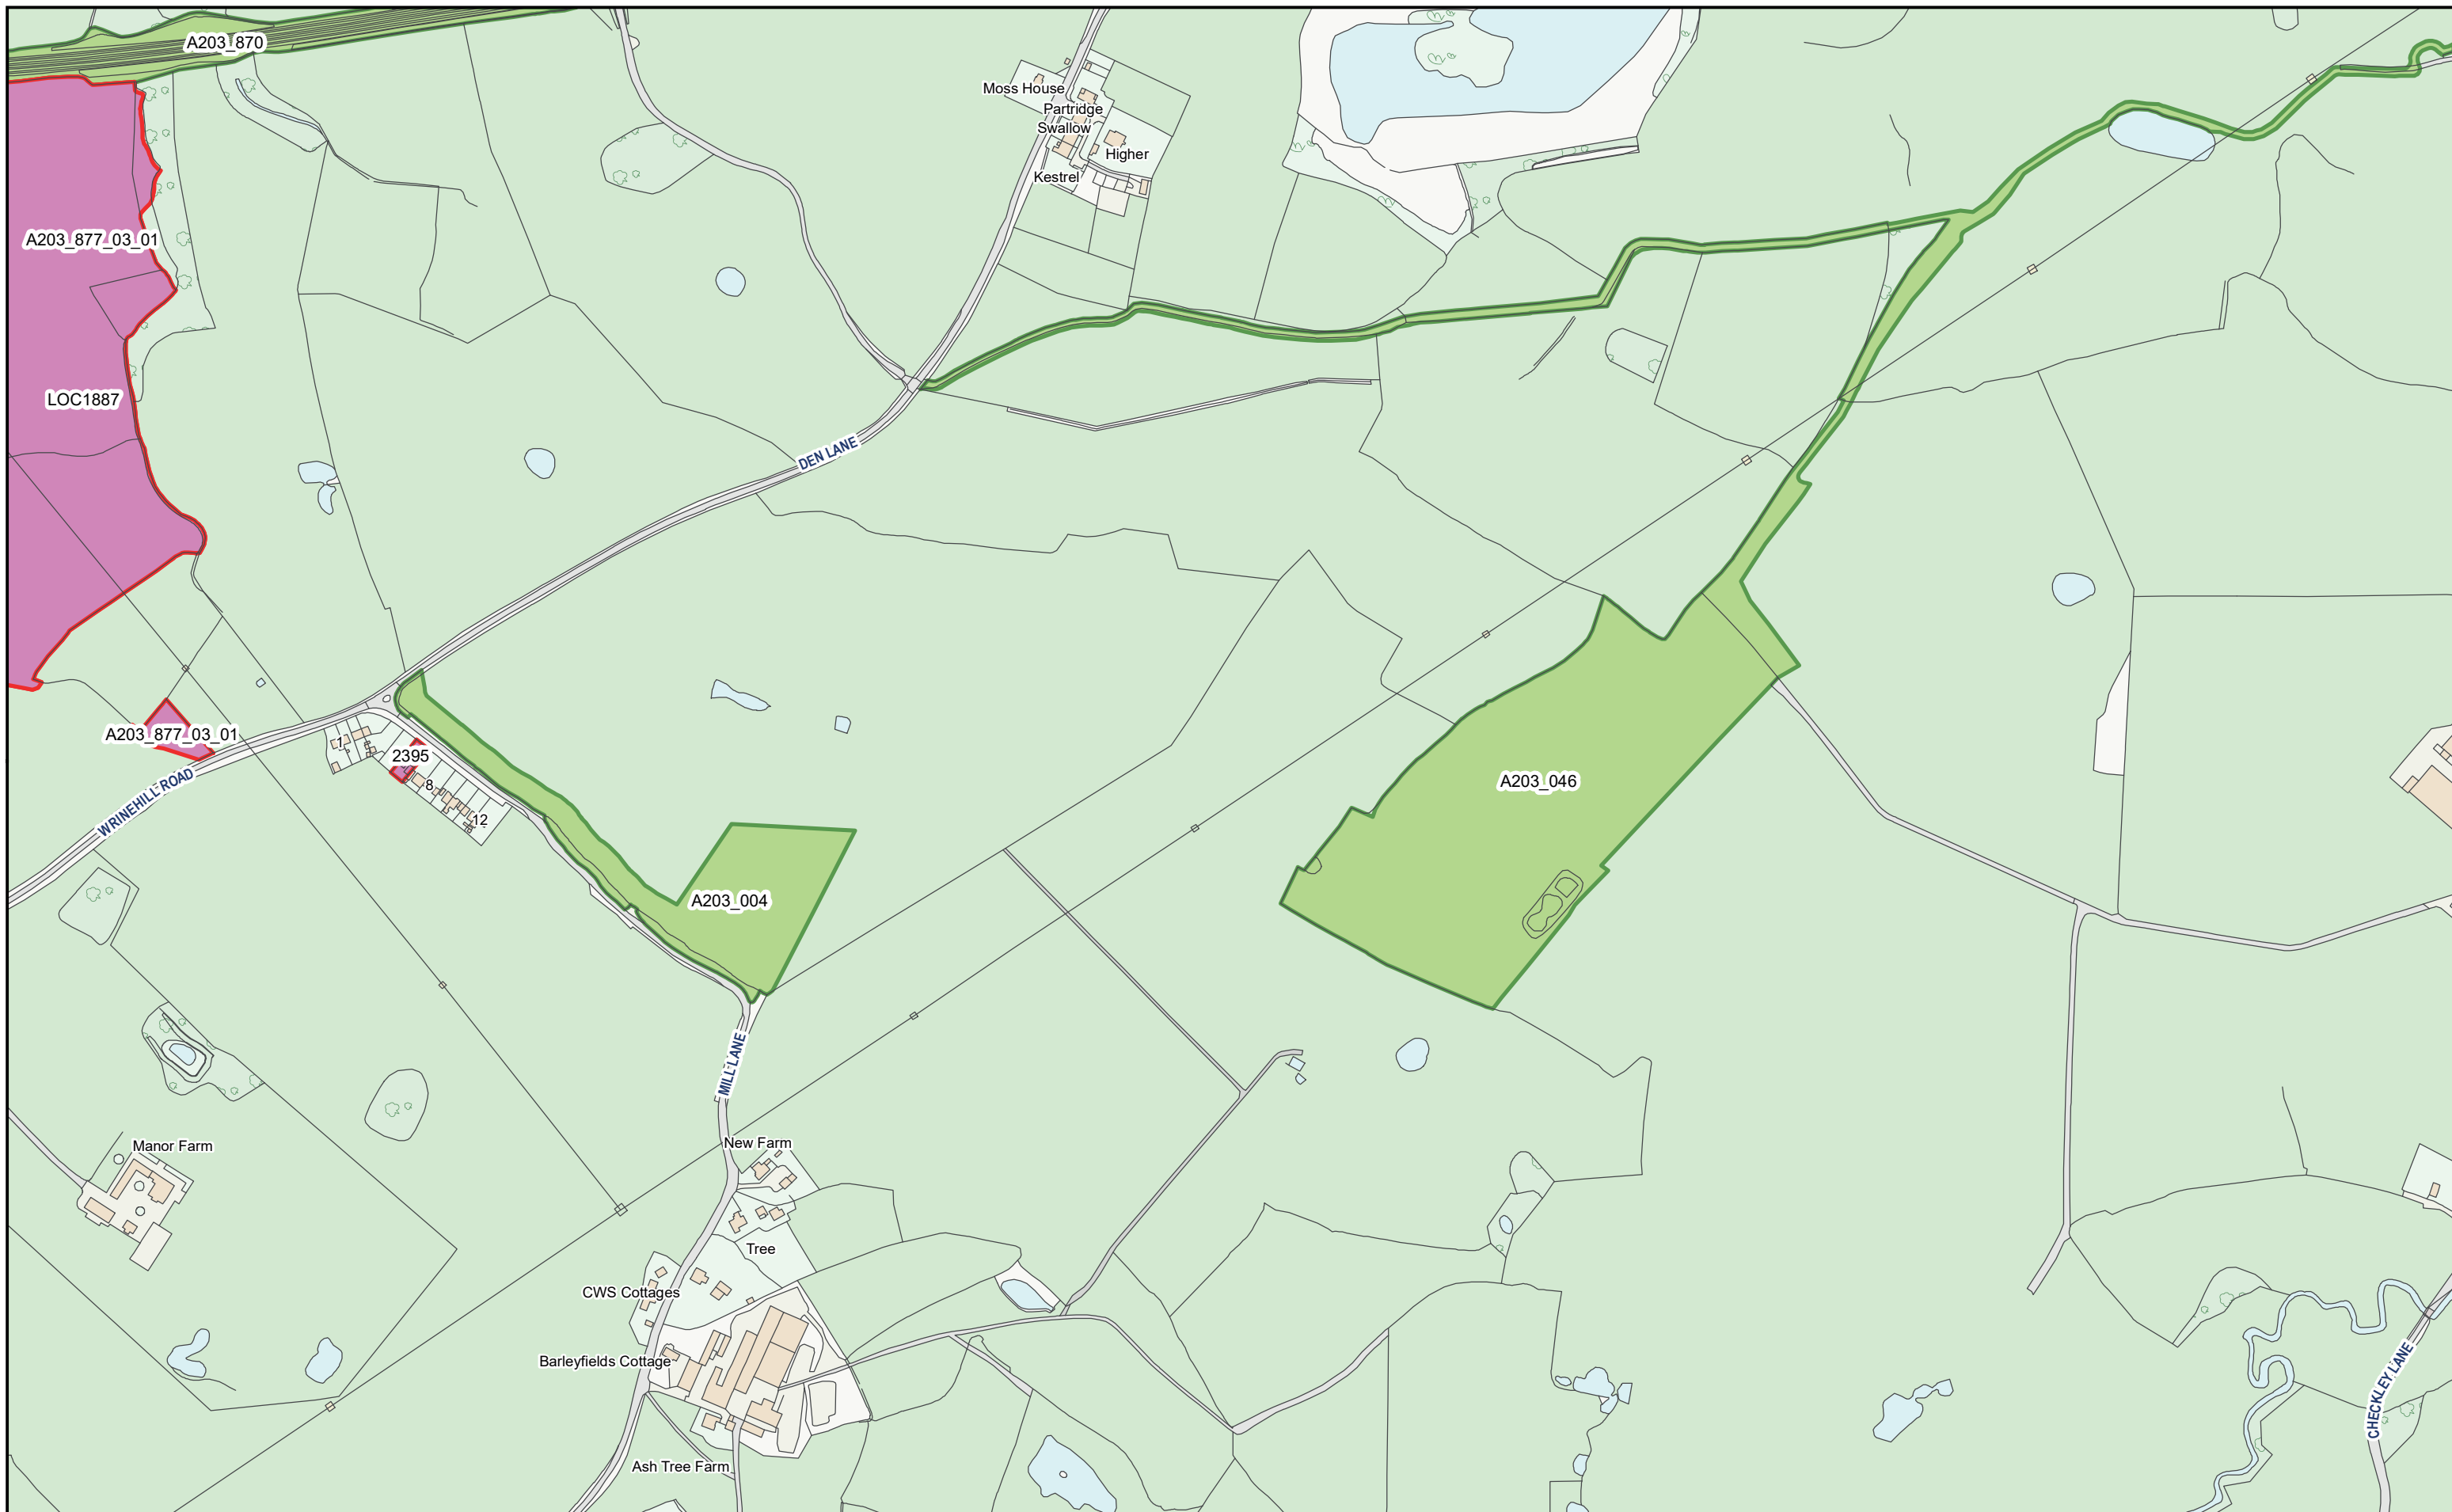 A203_870
Moss House
Partridge
Swallow
Higher
Kestrel
A203_877_03_01
LOC1887
DEN LANE
A203_877_03_01
1
2395
8
12
WRINEHILL ROAD
A203_046
A203_004
MILL LANE
New Farm
Manor Farm
Tree
CWS Cottages
Barleyfields Cottage
CHECKLEY LANE
Ash Tree Farm